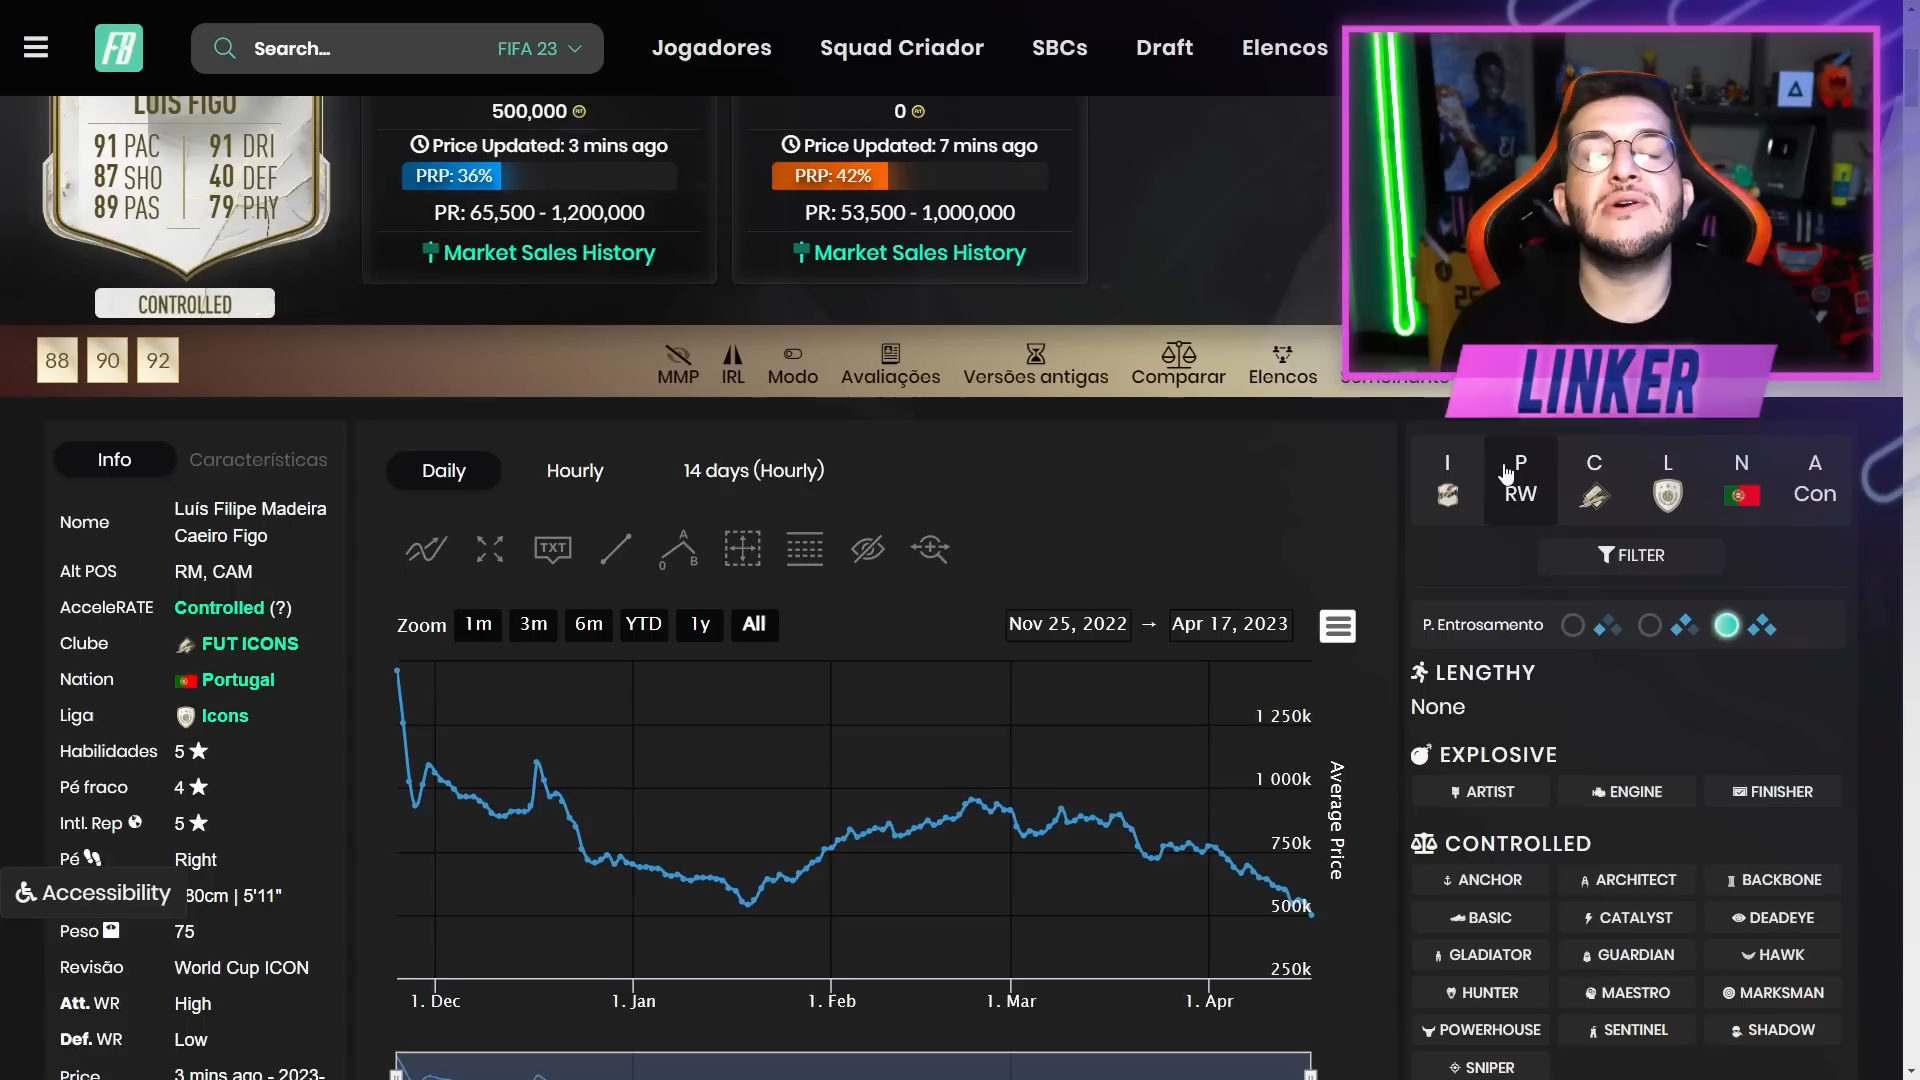 Search...
FIFA 23
Jogadores
Squad Criador
SBCs
Draft
Elencos
LUIS FIGO
91 PAC
87 SHO
89 PAS
91 DRI
40 DEF
79 PHY
CONTROLLED
500,000
Price Updated: 3 mins ago
PRP: 36%
PR: 65,500 - 1,200,000
Market Sales History
0
Price Updated: 7 mins ago
PRP: 42%
PR: 53,500 - 1,000,000
Market Sales History
LINKER
88 90 92
MMP
IRL
Modo
Avaliações
Versões antigas
Comparar
Elencos
Info
Características
Nome
Luís Filipe Madeira
Caeiro Figo
Alt POS
RM, CAM
AcceleRATE
Controlled (?)
Clube
FUT ICONS
Nation
Portugal
Liga
Icons
Habilidades
5
Pé fraco
4
Intl. Rep
5
Pé
Right
Accessibility
80cm | 5'11"
Peso
75
Revisão
World Cup ICON
Att. WR
High
Def. WR
Low
Price
3 mins ago - 2023-
Daily
Hourly
14 days (Hourly)
TXT
A
0
B
Zoom
1m
3m
6m
YTD
1y
All
Nov 25, 2022 → Apr 17, 2023
1 250k
1 000k
750k
500k
250k
Average Price
1. Dec
1. Jan
1. Feb
1. Mar
1. Apr
I
P
C
L
N
A
RW
Con
FILTER
P. Entrosamento
LENGTHY
None
EXPLOSIVE
ARTIST
ENGINE
FINISHER
CONTROLLED
ANCHOR
ARCHITECT
BACKBONE
BASIC
CATALYST
DEADEYE
GLADIATOR
GUARDIAN
HAWK
HUNTER
MAESTRO
MARKSMAN
POWERHOUSE
SENTINEL
SHADOW
SNIPER